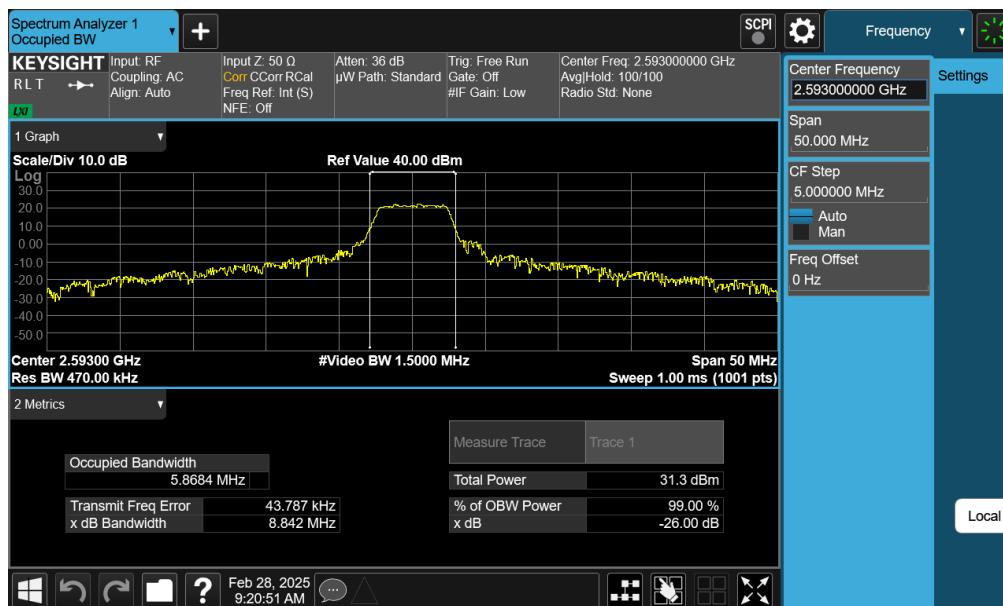 Spectrum Analyzer 1
Occupied BW
+
SCPI
Frequency
KEYSIGHT
RLT
LXI
Input: RF
Coupling: AC
Align: Auto
Input Z: 50 Ω
Corr CCorr RCal
Freq Ref: Int (S)
NFE: Off
Atten: 36 dB
µW Path: Standard
Trig: Free Run
Gate: Off
#IF Gain: Low
Center Freq: 2.593000000 GHz
Avg|Hold: 100/100
Radio Std: None
Center Frequency
2.593000000 GHz
Settings
Span
50.000 MHz
CF Step
5.000000 MHz
Auto
Man
Freq Offset
0 Hz
Local
1 Graph
Scale/Div 10.0 dB
Ref Value 40.00 dBm
Log
30.0
20.0
10.0
0.00
-10.0
-20.0
-30.0
-40.0
-50.0
Center 2.59300 GHz
#Video BW 1.5000 MHz
Span 50 MHz
Res BW 470.00 kHz
Sweep 1.00 ms (1001 pts)
2 Metrics
Measure Trace
Trace 1
Occupied Bandwidth
5.8684 MHz
Total Power
31.3 dBm
Transmit Freq Error
43.787 kHz
% of OBW Power
99.00 %
x dB Bandwidth
8.842 MHz
x dB
-26.00 dB
?
Feb 28, 2025
9:20:51 AM